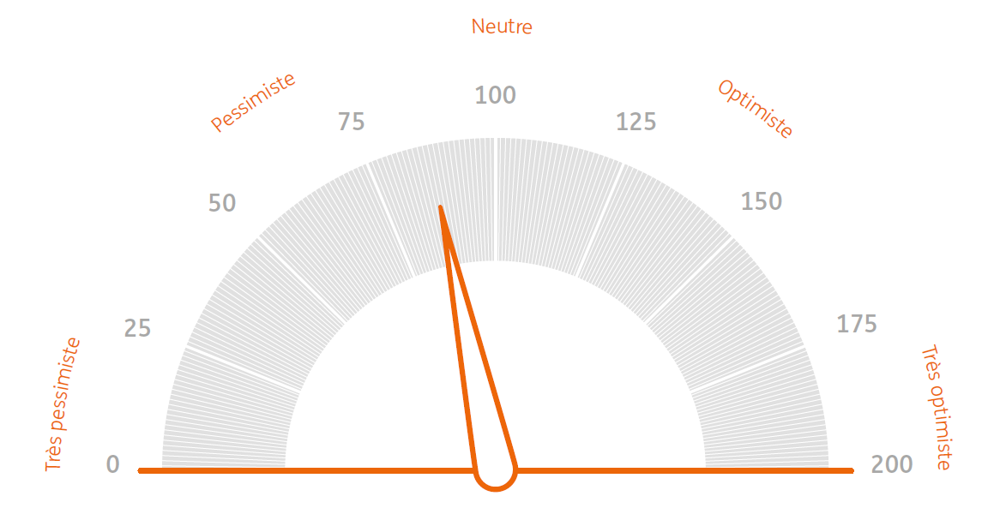 Neutre
Pessimiste
Optimiste
100
75
125
50
150
25
175
Très pessimiste
Très optimiste
0
200